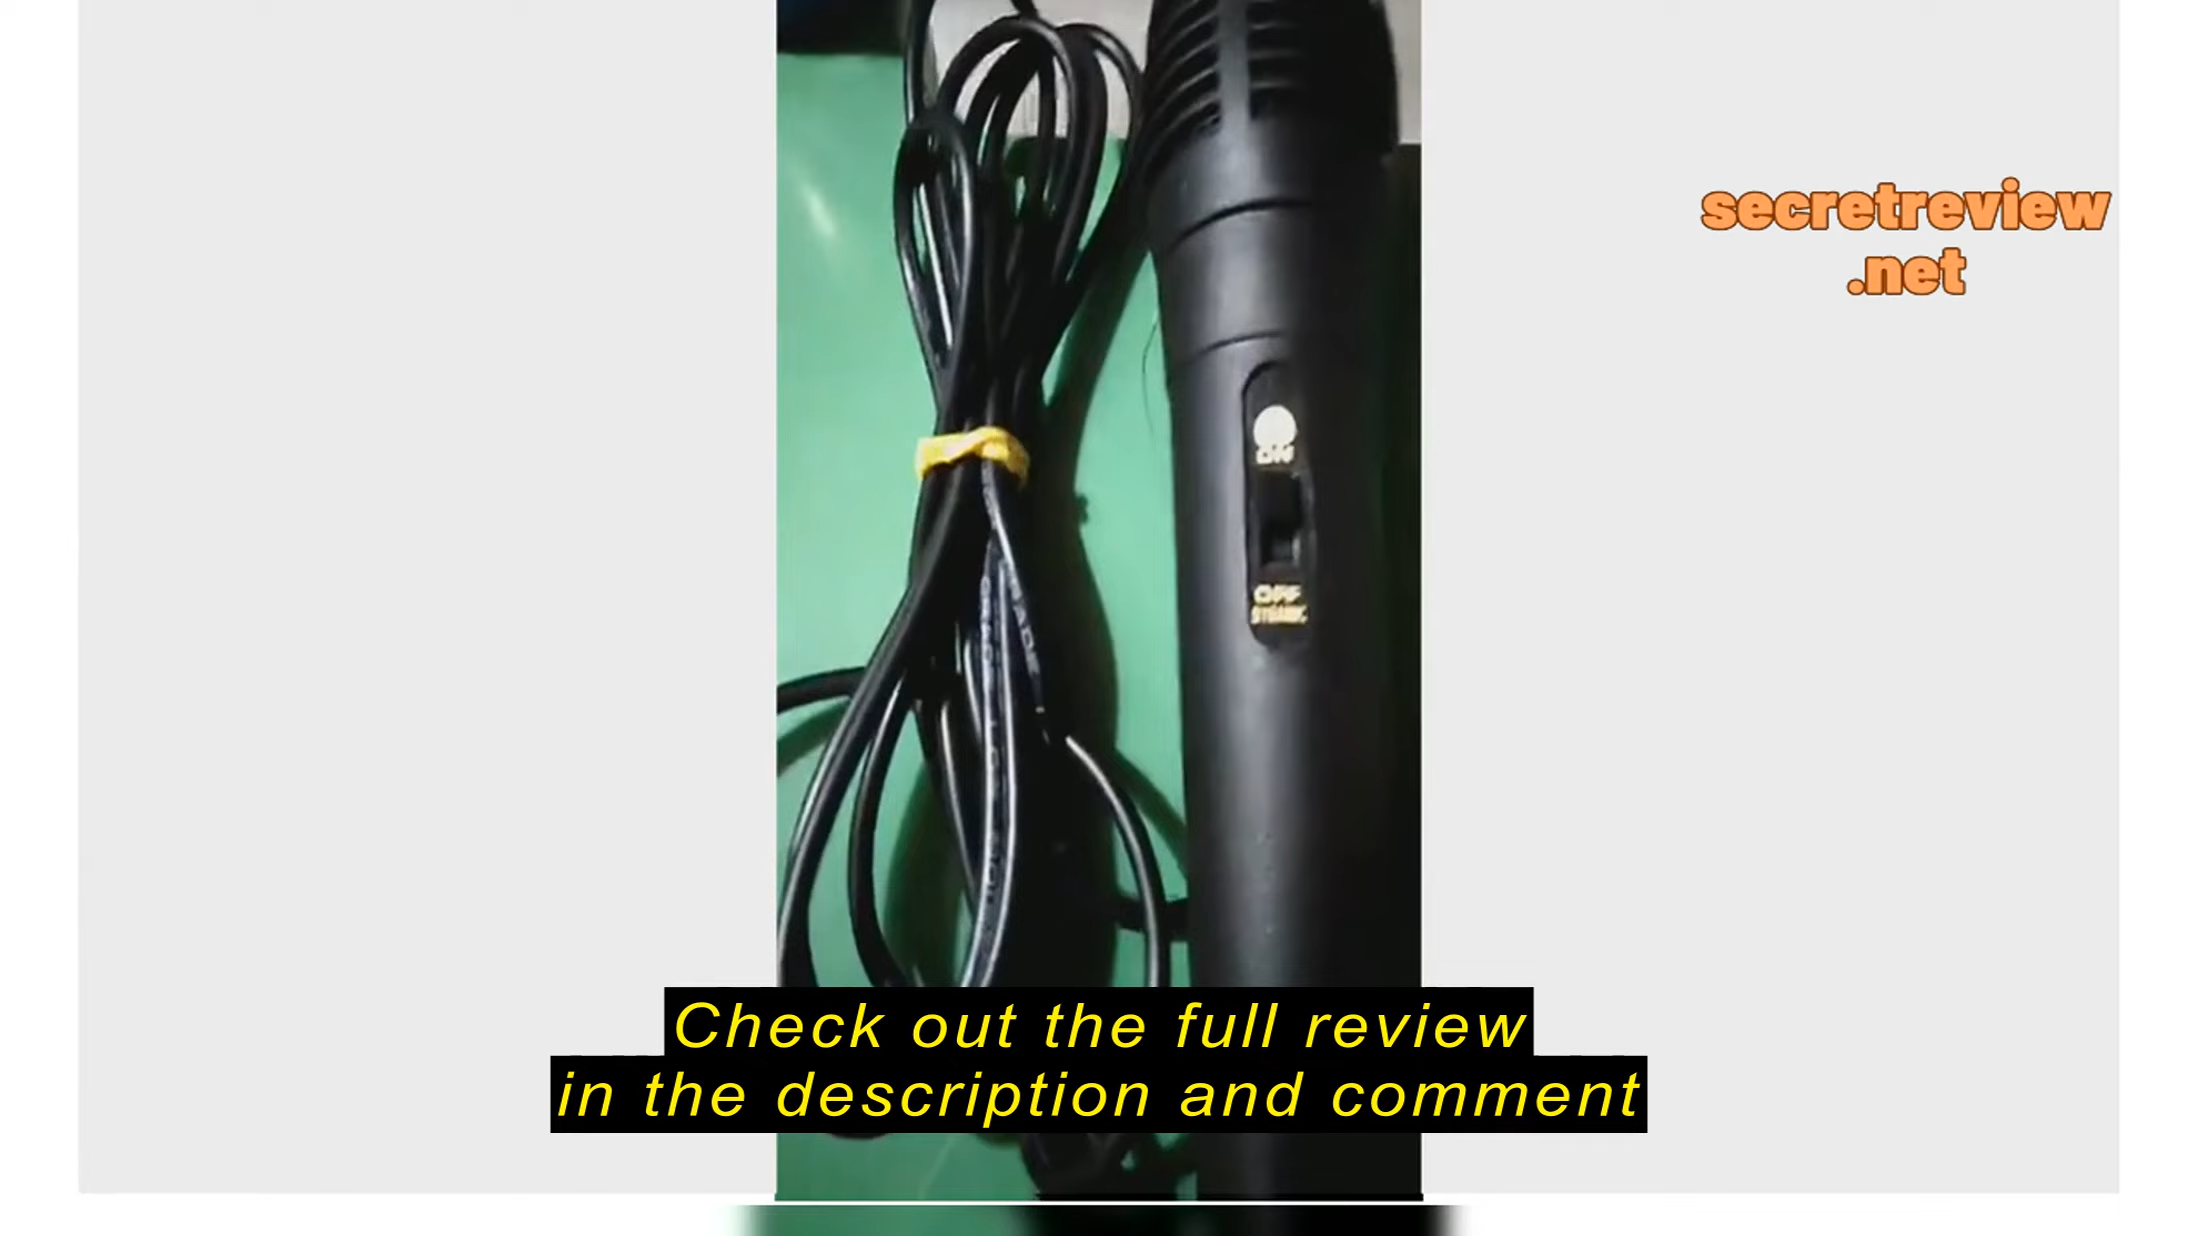 secretreview
.net
ON
OFF
Check out the full review
in the description and comment